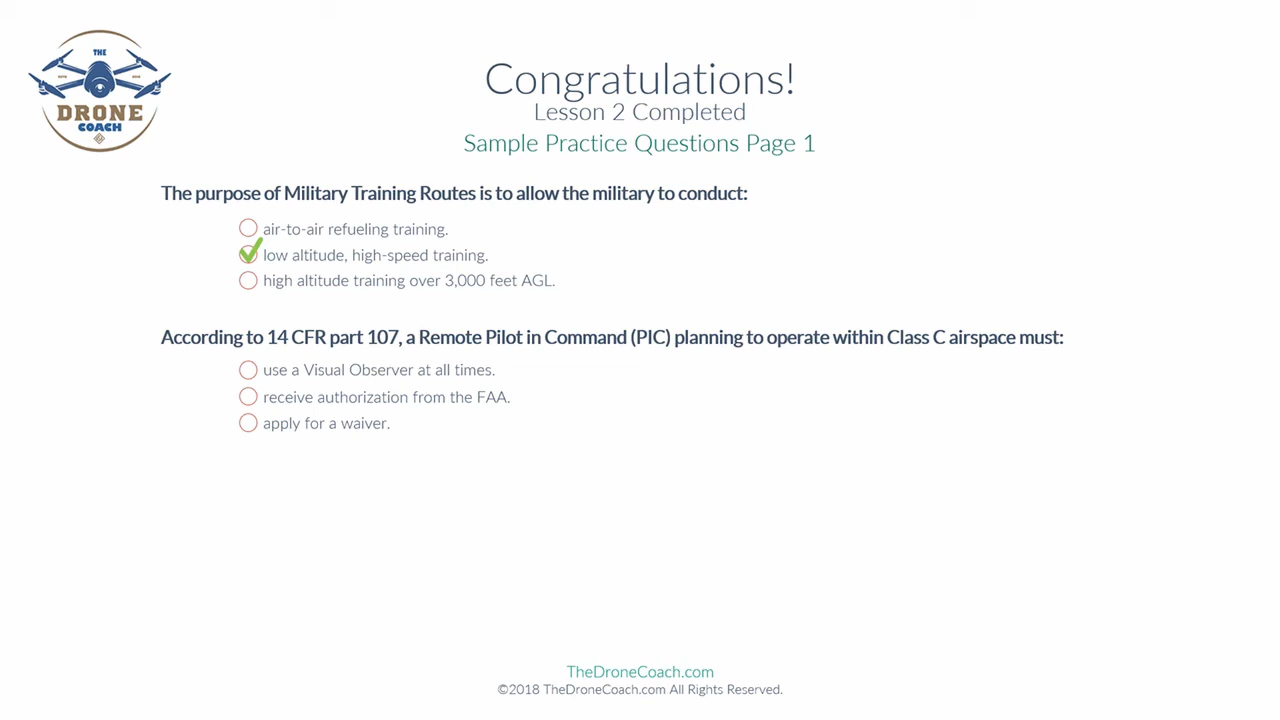 THE
DRONE
COACH
Congratulations!
Lesson 2 Completed
Sample Practice Questions Page 1
The purpose of Military Training Routes is to allow the military to conduct:
air-to-air refueling training.
low altitude, high-speed training.
high altitude training over 3,000 feet AGL.
According to 14 CFR part 107, a Remote Pilot in Command (PIC) planning to operate within Class C airspace must:
use a Visual Observer at all times.
receive authorization from the FAA.
apply for a waiver.
TheDroneCoach.com
©2018 TheDroneCoach.com All Rights Reserved.